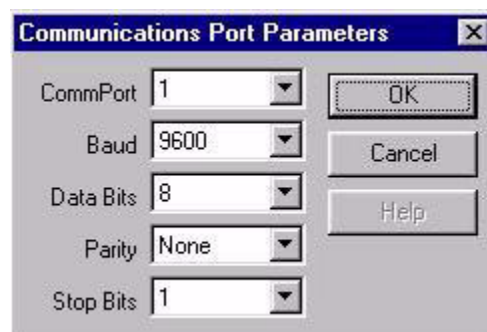 Communications Port Parameters
CommPort 1
OK
Baud 9600
Cancel
Data Bits 8
Help
Parity None
Stop Bits 1